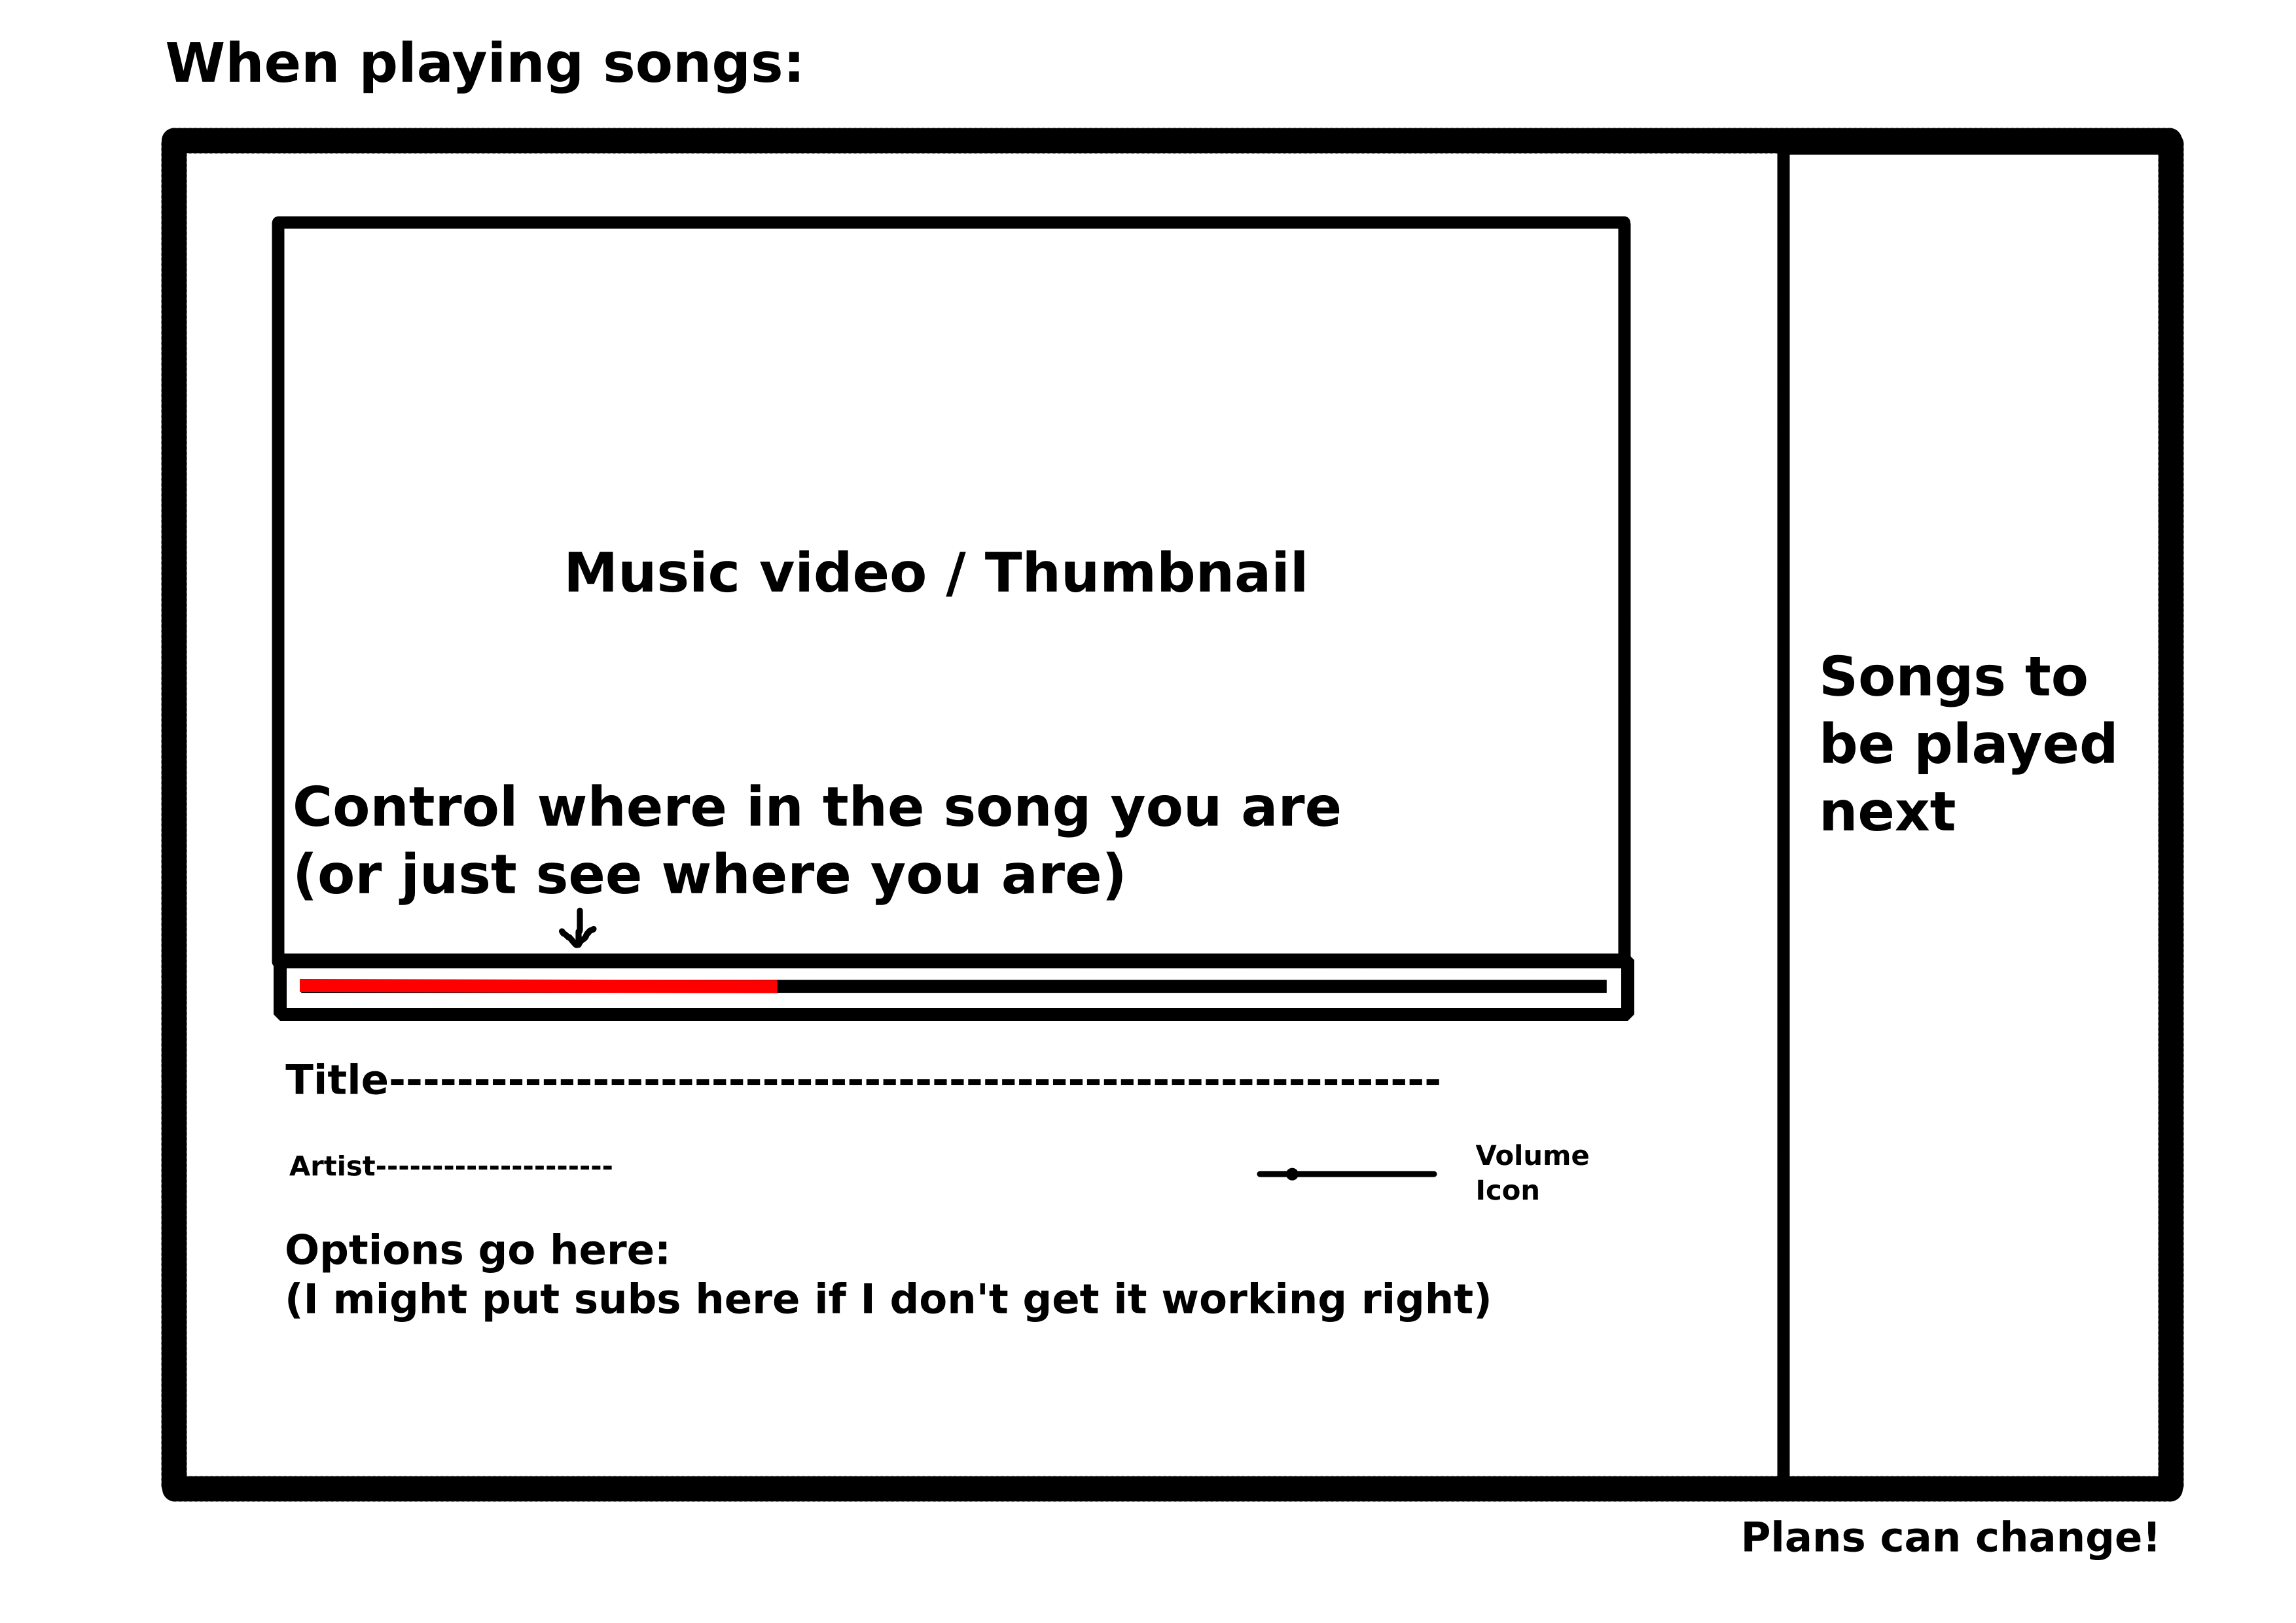 When playing songs:
Music video / Thumbnail
Control where in the song you are
(or just see where you are)
Songs to
be played
next
Title--------------------------------------------------------------
Artist---------------------
Volume
Icon
Options go here:
(I might put subs here if I don't get it working right)
Plans can change!